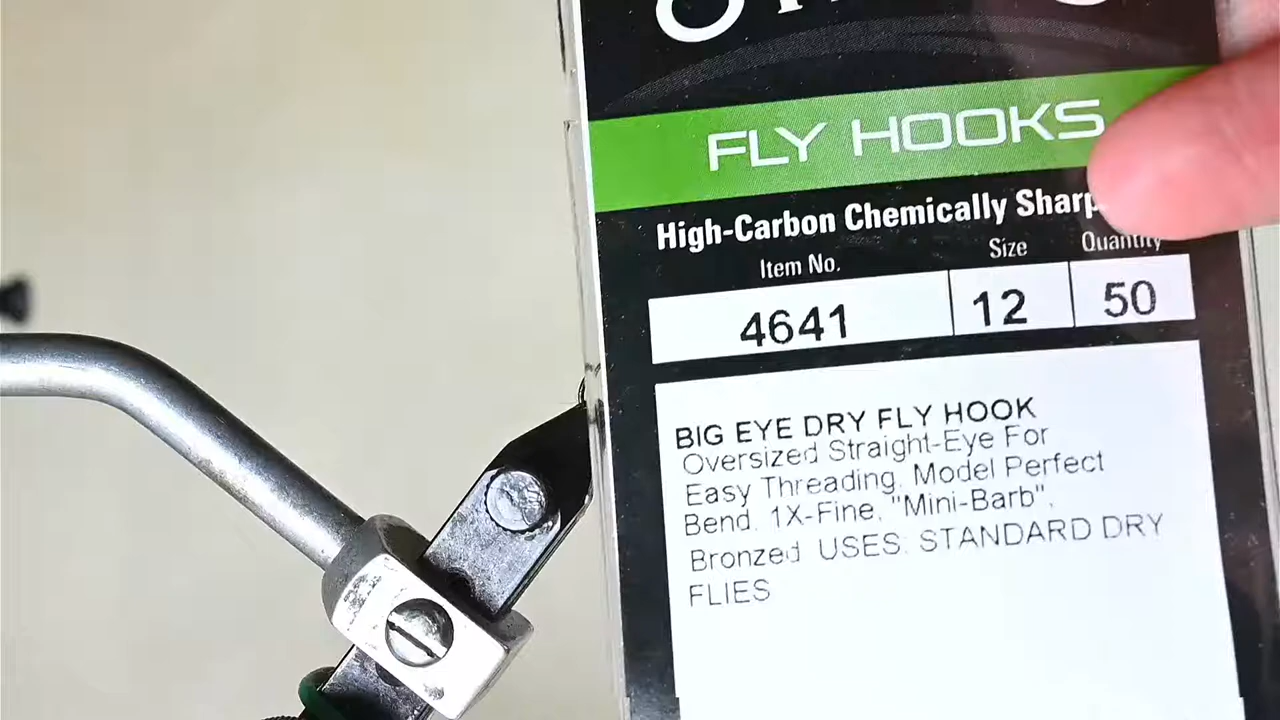 FLY HOOKS
High-Carbon Chemically
Item No. Size Quantity
4641 12 50
BIG EYE DRY FLY HOOK
Oversized Straight-Eye For
Easy Threading. Model Perfect
Bend. 1X-Fine. "Mini-Barb".
Bronzed USES: STANDARD DRY
FLIES